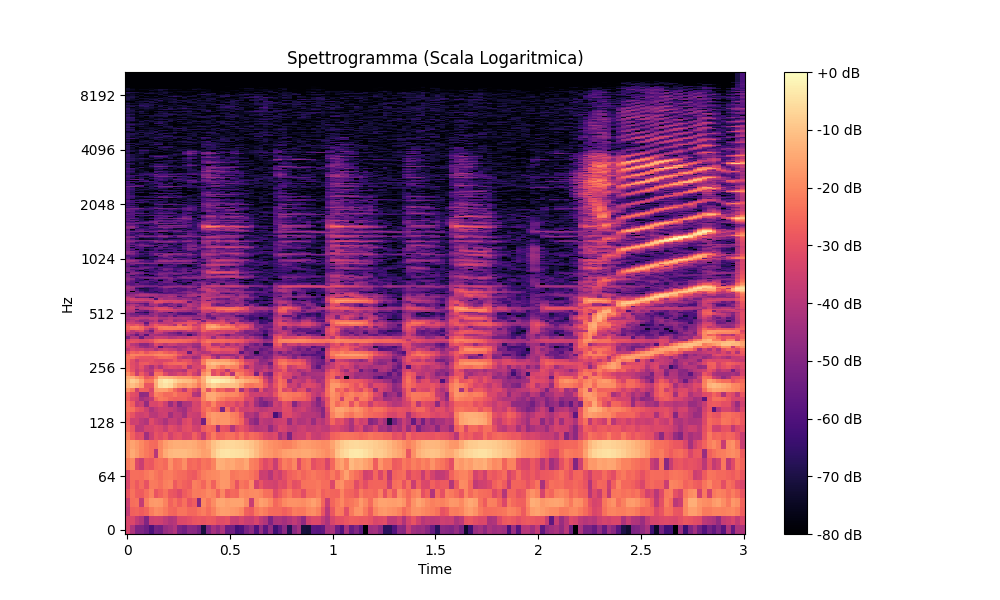 Spettrogramma (Scala Logaritmica)
Hz
8192
4096
2048
1024
512
256
128
64
0
0 0.5 1 1.5 2 2.5 3
Time
+0 dB
-10 dB
-20 dB
-30 dB
-40 dB
-50 dB
-60 dB
-70 dB
-80 dB